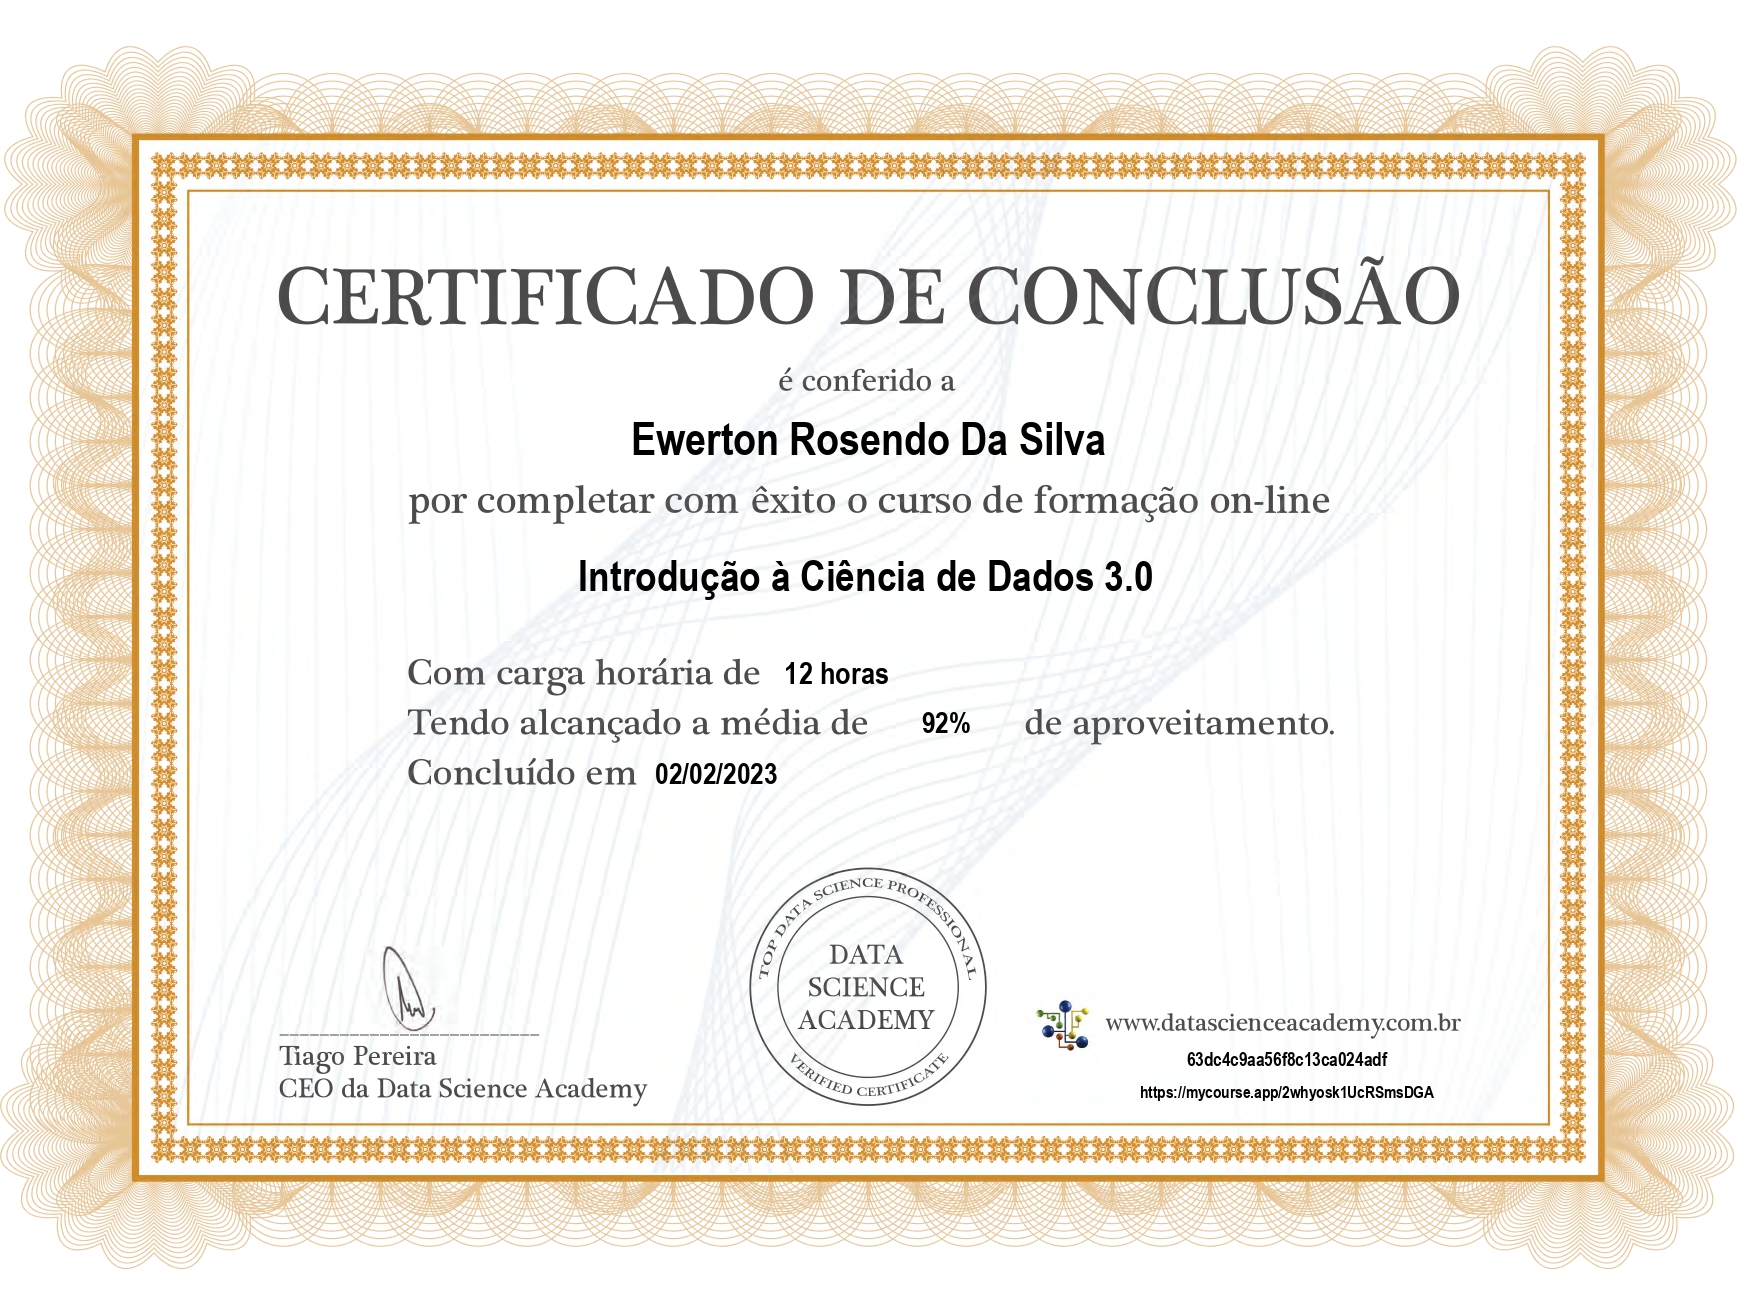 CERTIFICADO DE CONCLUSÃO
é conferido a
Ewerton Rosendo Da Silva
por completar com êxito o curso de formação on-line
Introdução à Ciência de Dados 3.0
Com carga horária de 12 horas
Tendo alcançado a média de 92% de aproveitamento.
Concluído em 02/02/2023
TOP DATA SCIENCE PROFESSIONAL
DATA
SCIENCE
ACADEMY
VERIFIED CERTIFICATE
Tiago Pereira
CEO da Data Science Academy
www.datascienceacademy.com.br
63dc4c9aa56f8c13ca024adf
https://mycourse.app/2whyosk1UcRSmsDGA